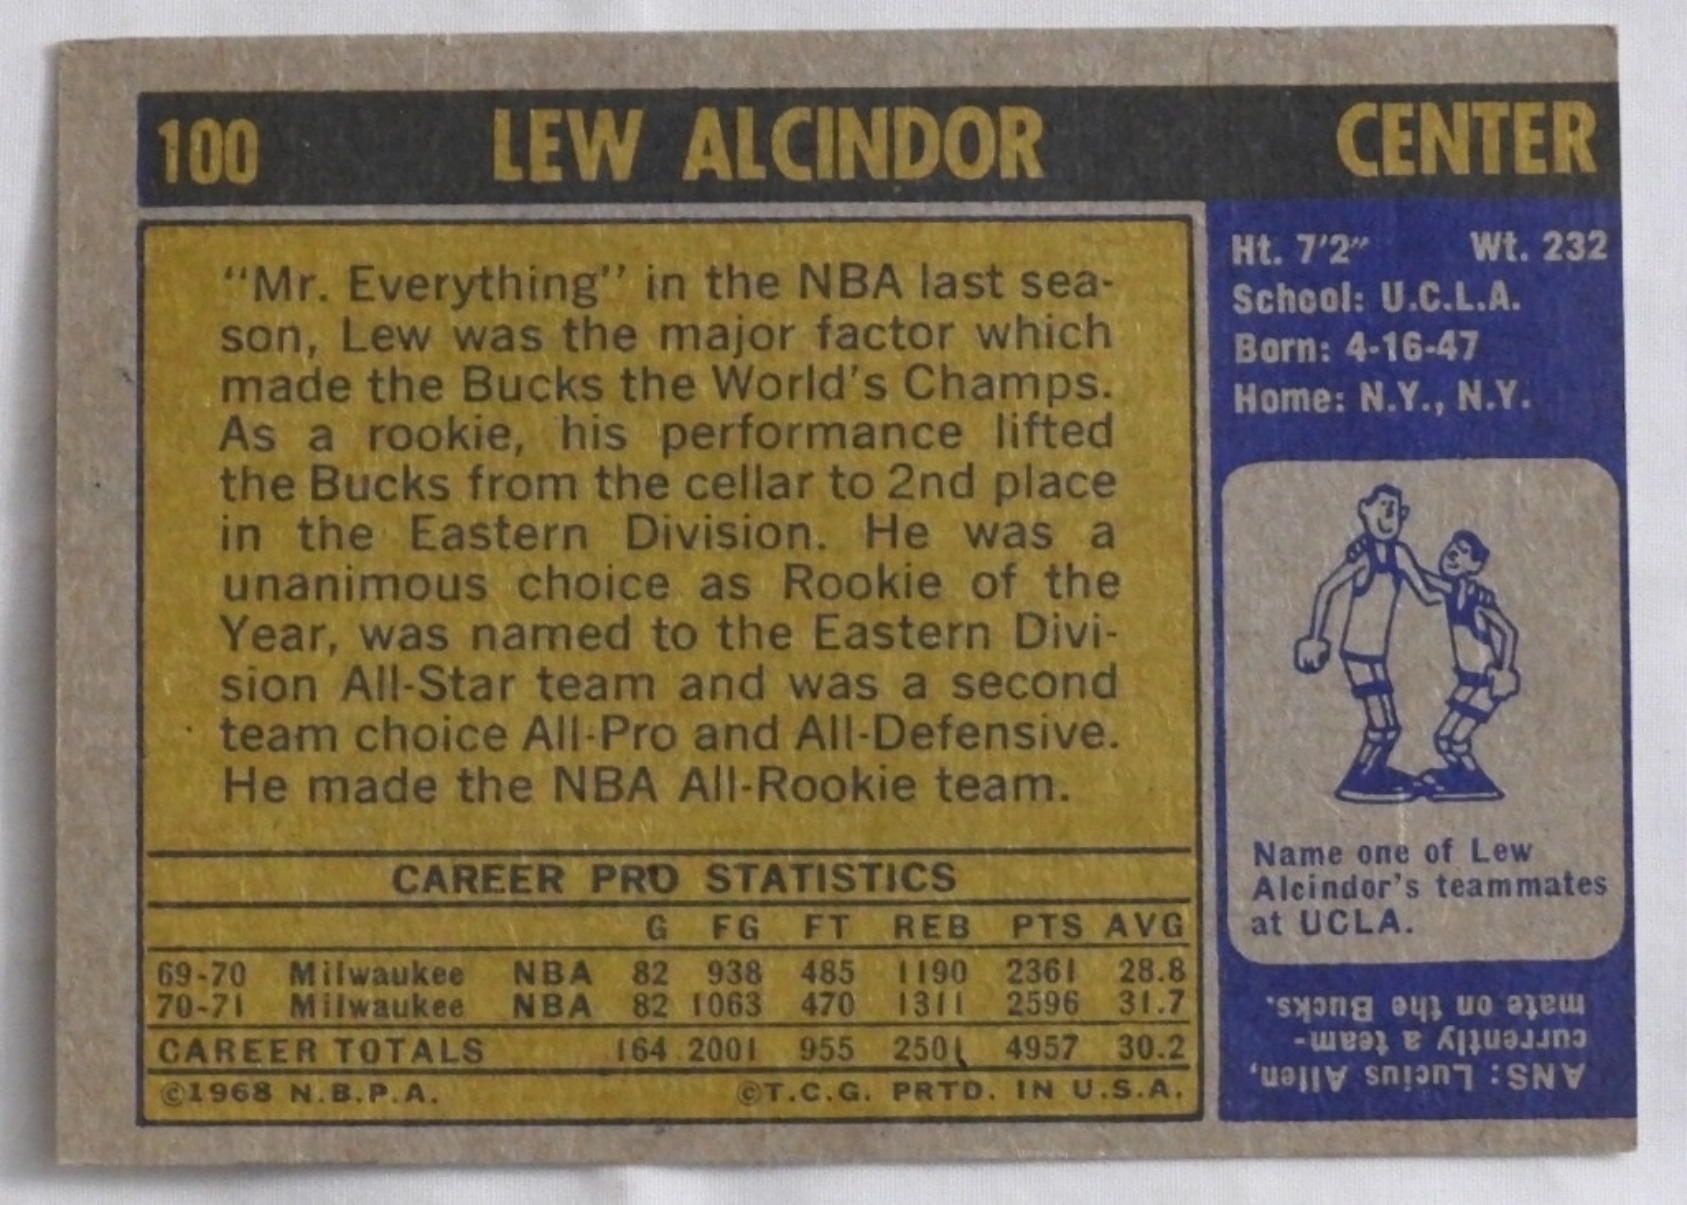 100 LEW ALCINDOR CENTER
“Mr. Everything” in the NBA last sea-
son, Lew was the major factor which
made the Bucks the World's Champs.
As a rookie, his performance lifted
the Bucks from the cellar to 2nd place
in the Eastern Division. He was a
unanimous choice as Rookie of the
Year, was named to the Eastern Divi-
sion All-Star team and was a second
team choice All-Pro and All-Defensive.
He made the NBA All-Rookie team.
CAREER PRO STATISTICS
G FG FT REB PTS AVG
69-70 Milwaukee NBA 82 938 485 1190 2361 28.8
70-71 Milwaukee NBA 82 1063 470 1311 2596 31.7
CAREER TOTALS 164 2001 955 2501 4957 30.2
©1968 N.B.P.A. ©T.C.G. PRTD. IN U.S.A.
Ht. 7'2" Wt. 232
School: U.C.L.A.
Born: 4-16-47
Home: N.Y., N.Y.
Name one of Lew
Alcindor's teammates
at UCLA.
ANS: Lucius Allen,
currently a team-
mate on the Bucks.